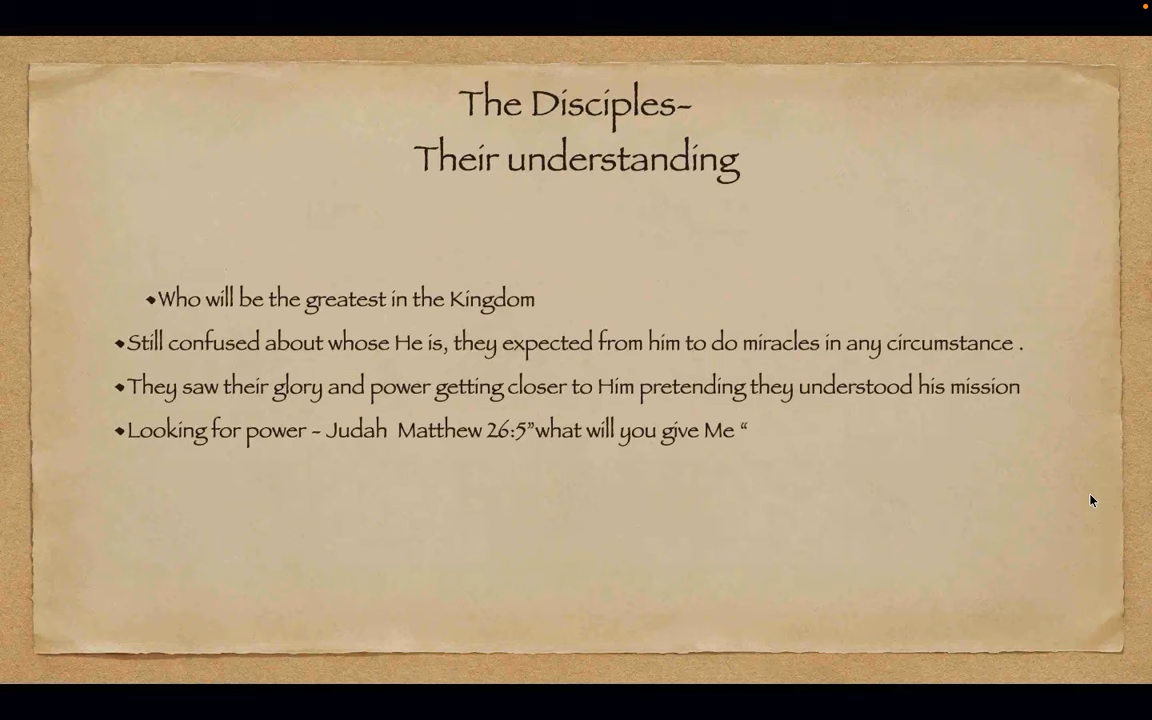 The Disciples-
Their understanding
•Who will be the greatest in the Kingdom
•Still confused about whose He is, they expected from him to do miracles in any circumstance .
•They saw their glory and power getting closer to Him pretending they understood his mission
•Looking for power - Judah  Matthew 26:5”what will you give Me “